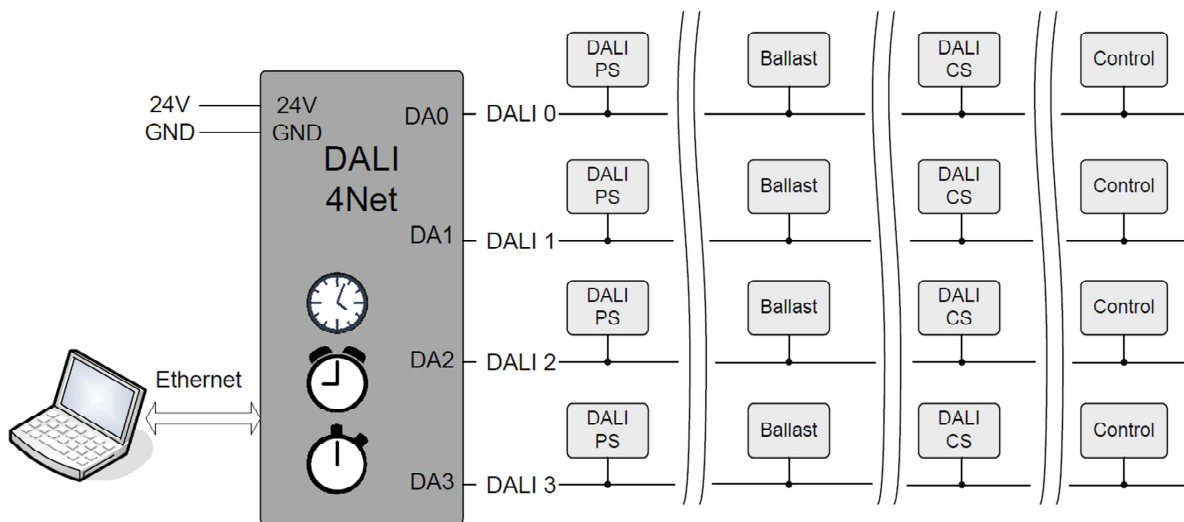 DALI
PS
Ballast
DALI
CS
Control
24V
24V
DA0
DALI 0
GND
GND
DALI
4Net
DALI
PS
Ballast
DALI
CS
Control
DA1
DALI 1
DALI
PS
Ballast
DALI
CS
Control
DA2
DALI 2
Ethernet
DALI
PS
Ballast
DALI
CS
Control
DA3
DALI 3